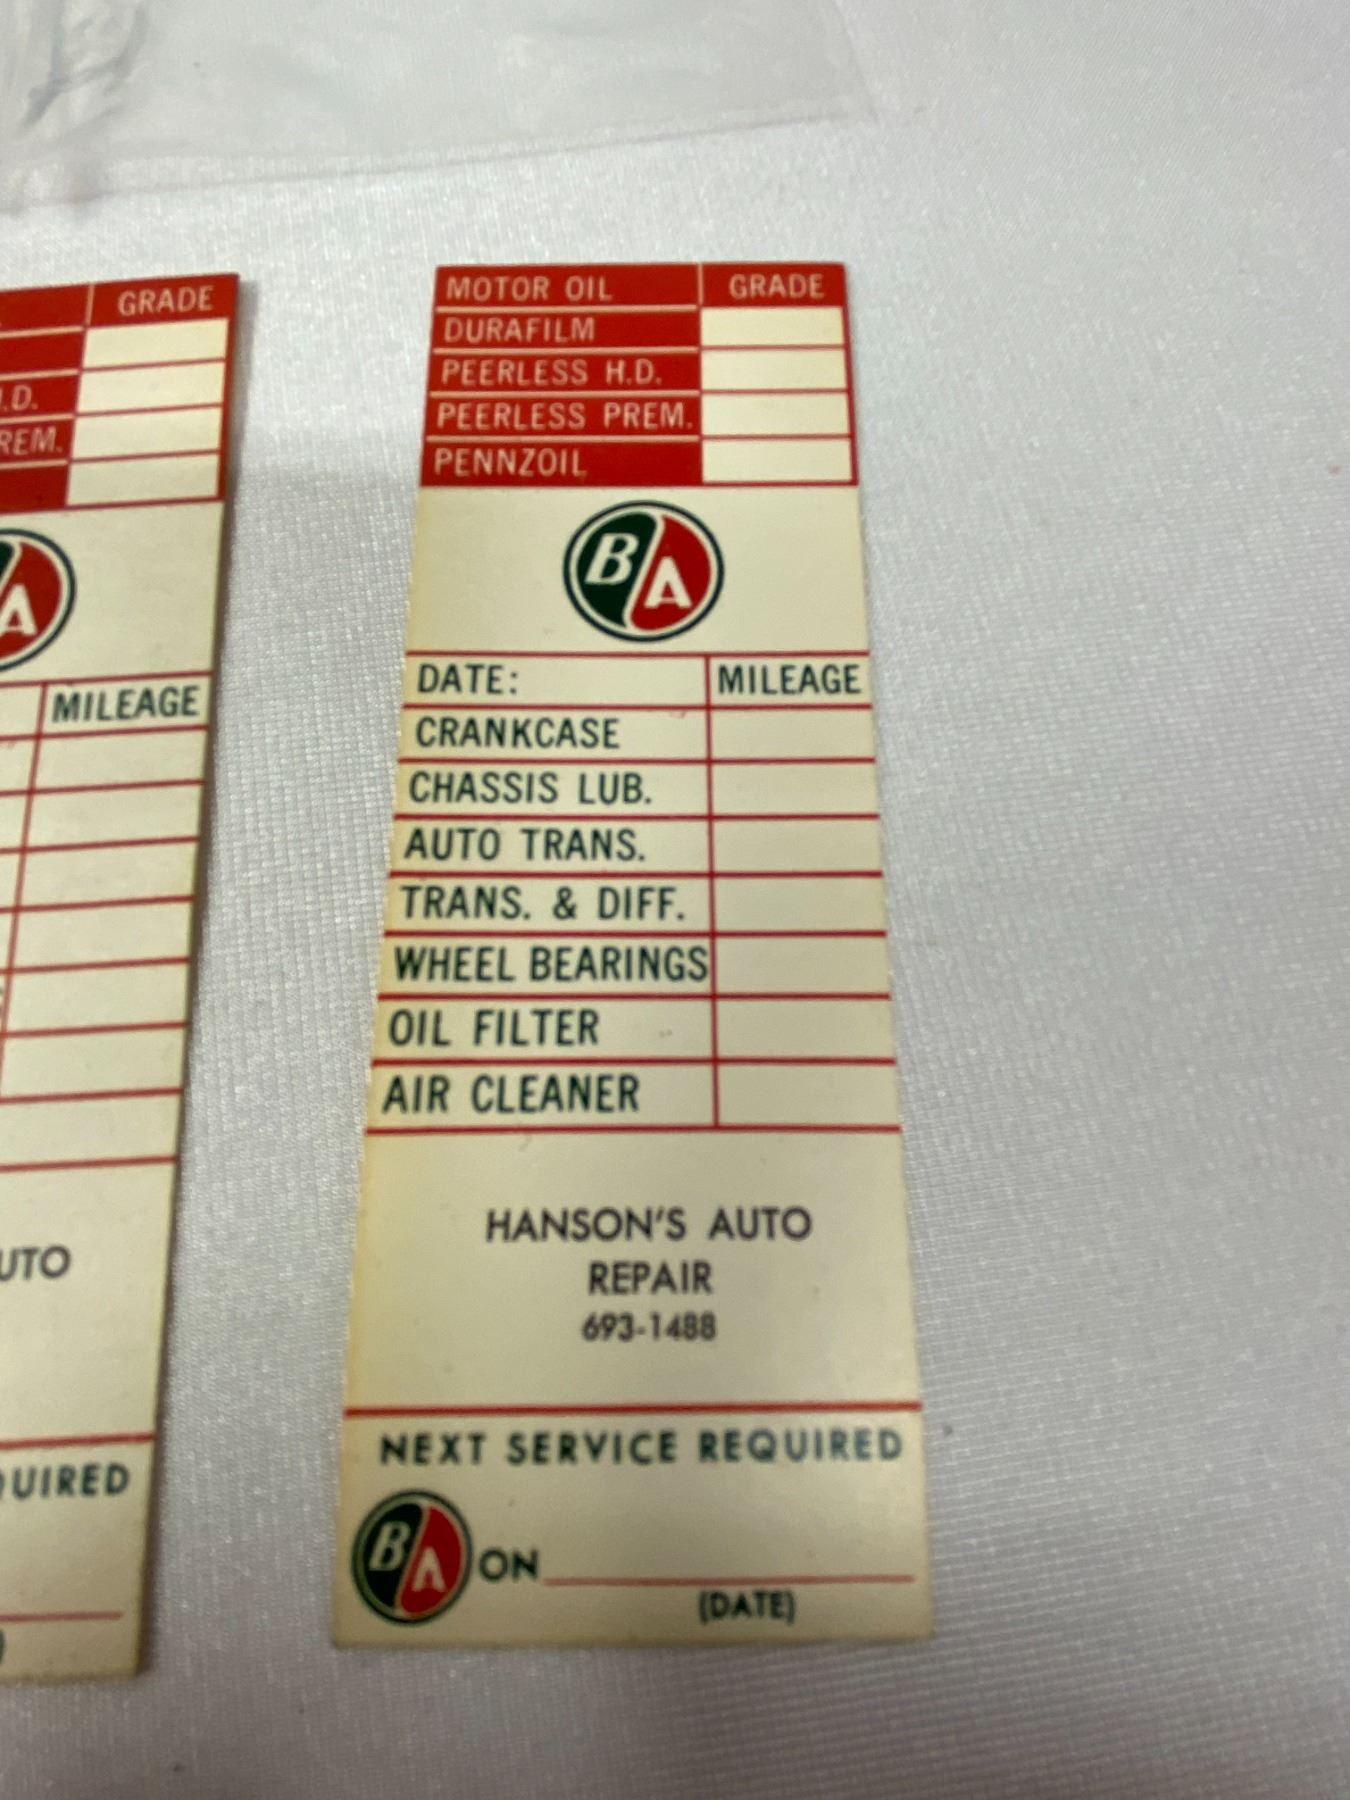 GRADE
.D.
REM.
A
MILEAGE
UTO
UIRED
MOTOR OIL GRADE
DURAFILM
PEERLESS H.D.
PEERLESS PREM.
PENNZOIL
B A
DATE: MILEAGE
CRANKCASE
CHASSIS LUB.
AUTO TRANS.
TRANS. & DIFF.
WHEEL BEARINGS
OIL FILTER
AIR CLEANER
HANSON'S AUTO
REPAIR
693-1488
NEXT SERVICE REQUIRED
B A ON
(DATE)